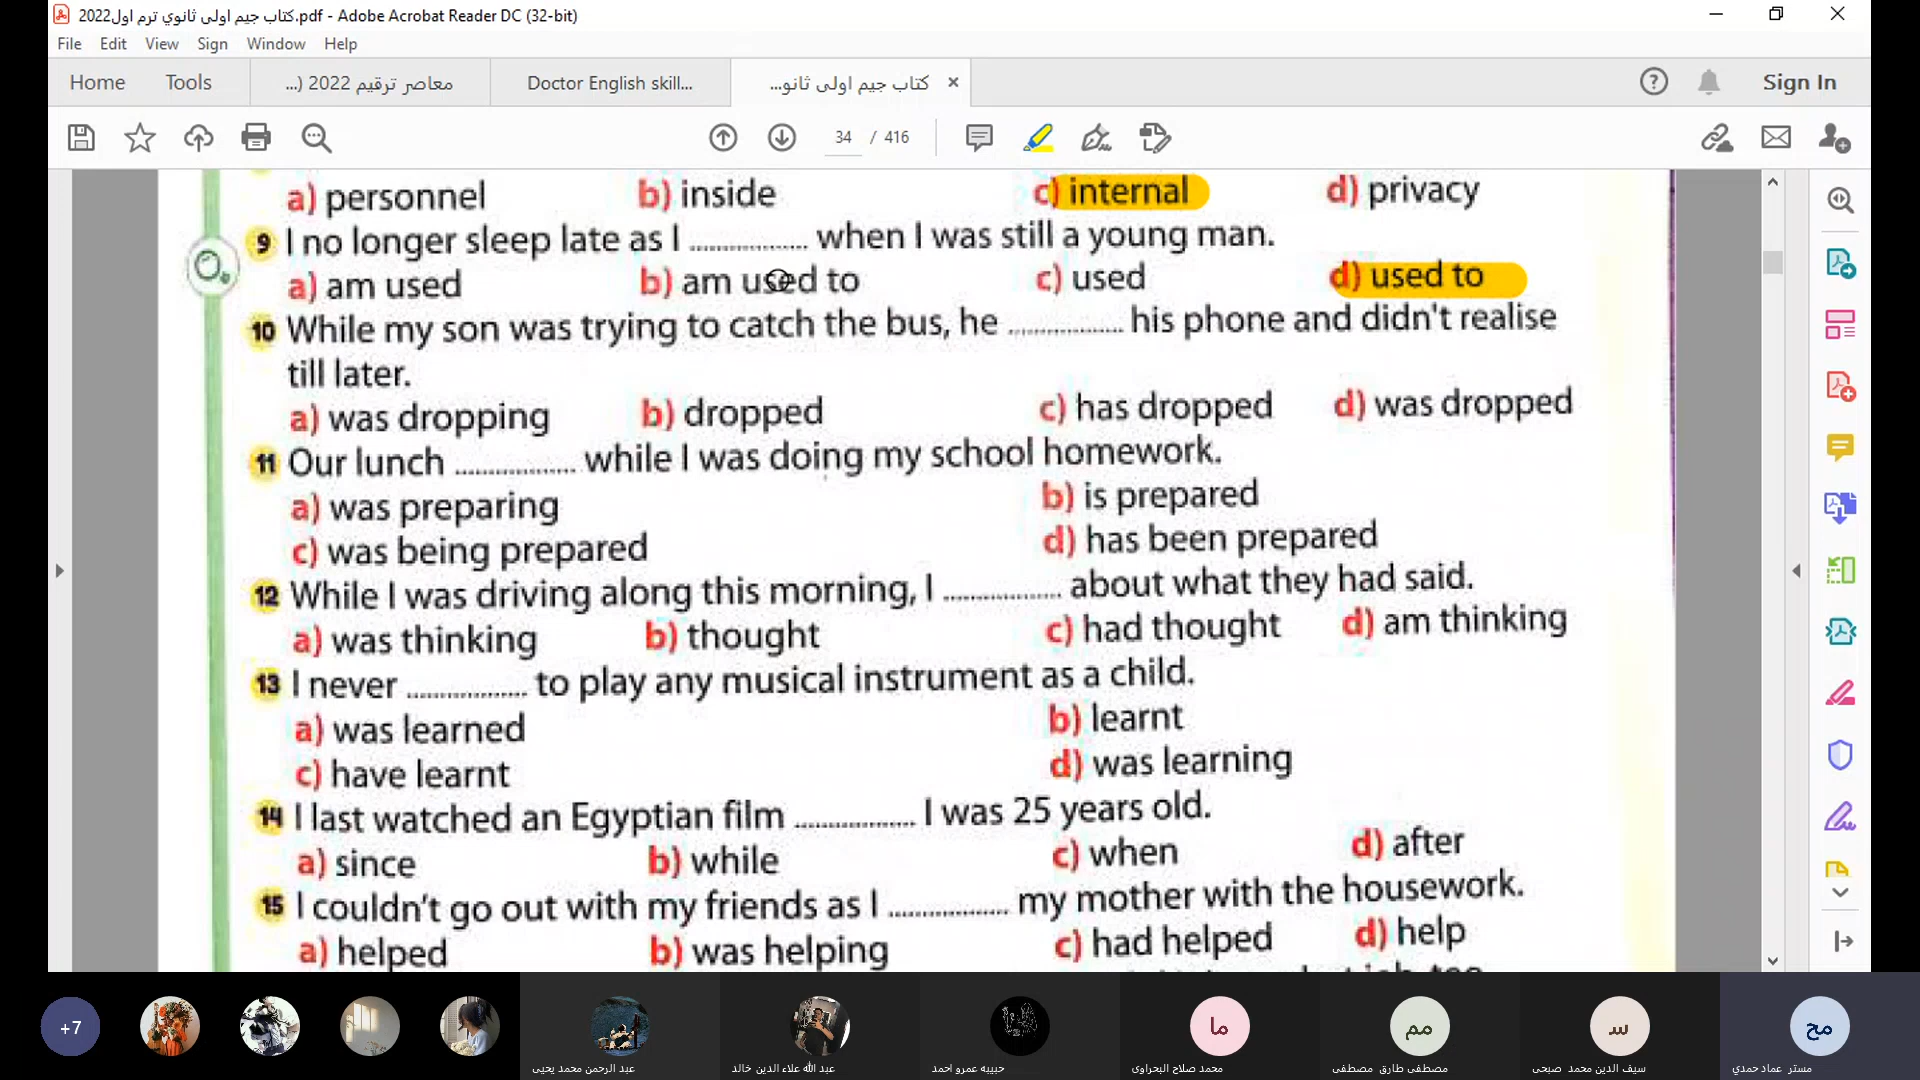 كتاب جيم اولى ثانوي ترم اول2022.pdf - Adobe Acrobat Reader DC (32-bit)
File Edit View Sign Window Help
Home Tools معاصر ترقيم 2022 (... Doctor English skill... كتاب جيم اولى ثانو... × Sign In
34 / 416
a) personnel b) inside c) internal d) privacy
9 I no longer sleep late as I .................. when I was still a young man.
a) am used b) am used to c) used d) used to
10 While my son was trying to catch the bus, he .................. his phone and didn't realise
till later.
a) was dropping b) dropped c) has dropped d) was dropped
11 Our lunch .................. while I was doing my school homework.
a) was preparing b) is prepared
c) was being prepared d) has been prepared
12 While I was driving along this morning, I .................. about what they had said.
a) was thinking b) thought c) had thought d) am thinking
13 I never .................. to play any musical instrument as a child.
a) was learned b) learnt
c) have learnt d) was learning
14 I last watched an Egyptian film .................. I was 25 years old.
a) since b) while c) when d) after
15 I couldn't go out with my friends as I .................. my mother with the housework.
a) helped b) was helping c) had helped d) help
+7 ما مم س مح
عبد الرحمن محمد يحيى عبد الله علاء الدين خالد حبيبه عمرو احمد محمد صلاح البحراوى مصطفى طارق مصطفى سيف الدين محمد صبحى مستر عماد حمدي